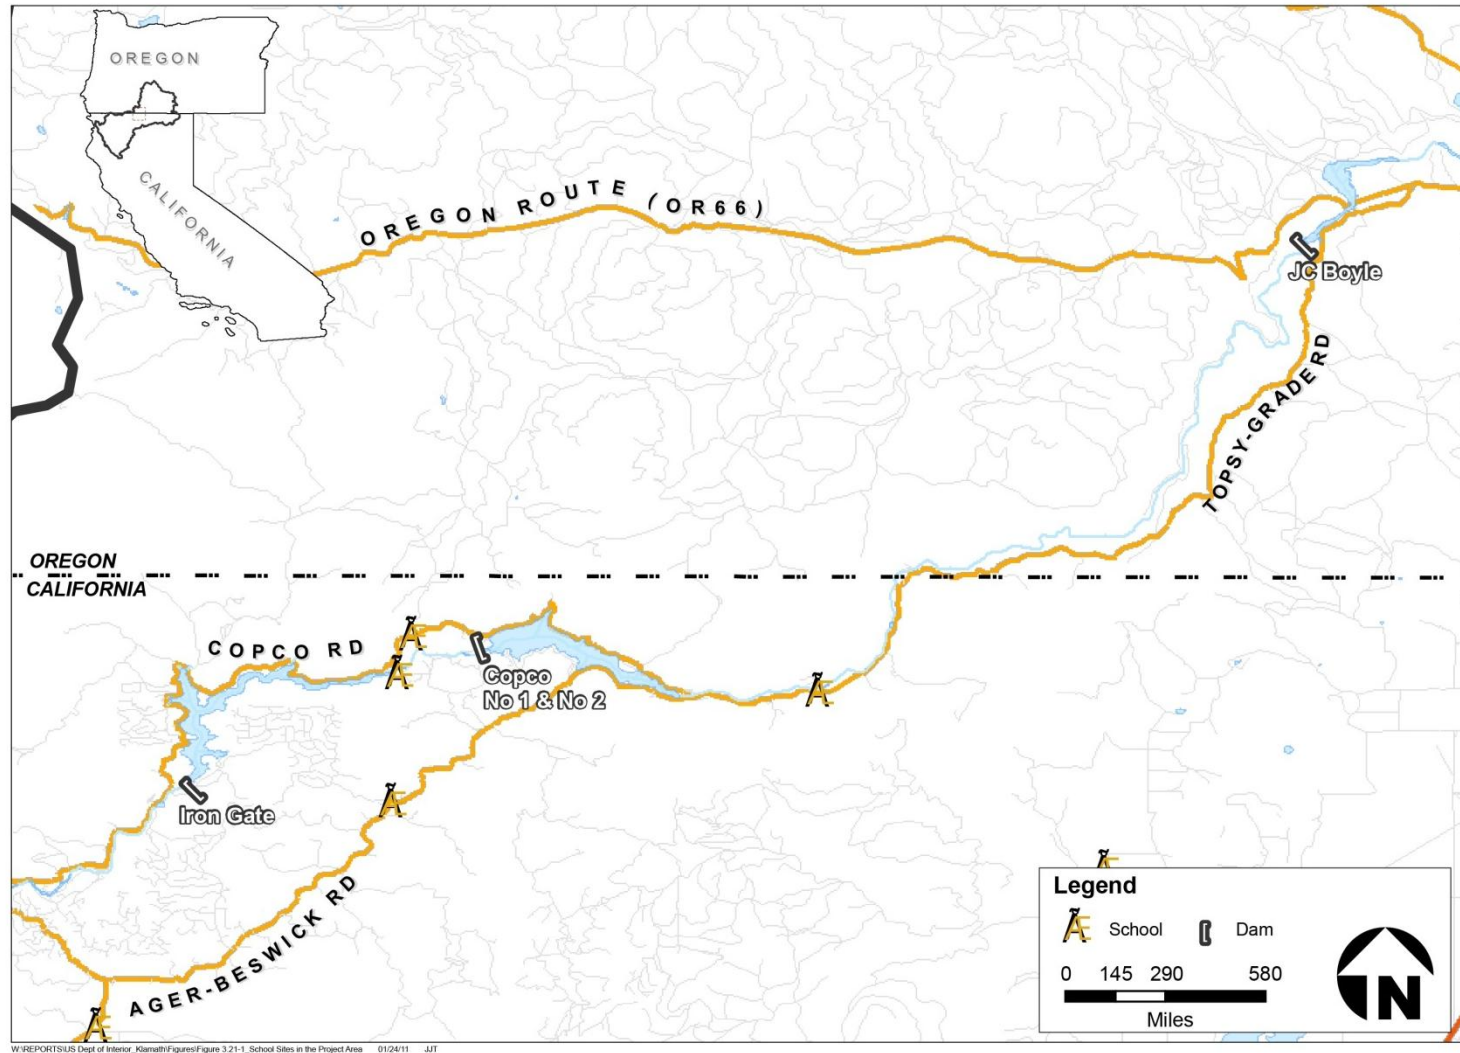 OREGON
CALIFORNIA
OREGON ROUTE (OR66)
JC Boyle
TOPSY-GRADE RD
OREGON
CALIFORNIA
COPCO RD
Copco
No 1 & No 2
Iron Gate
AGER-BESWICK RD
Legend
School
Dam
0 145 290 580
Miles
N
W:\REPORTS\US Dept of Interior_Klamath\Figures\Figure 3.21-1_School Sites in the Project Area 01/24/11 JJT